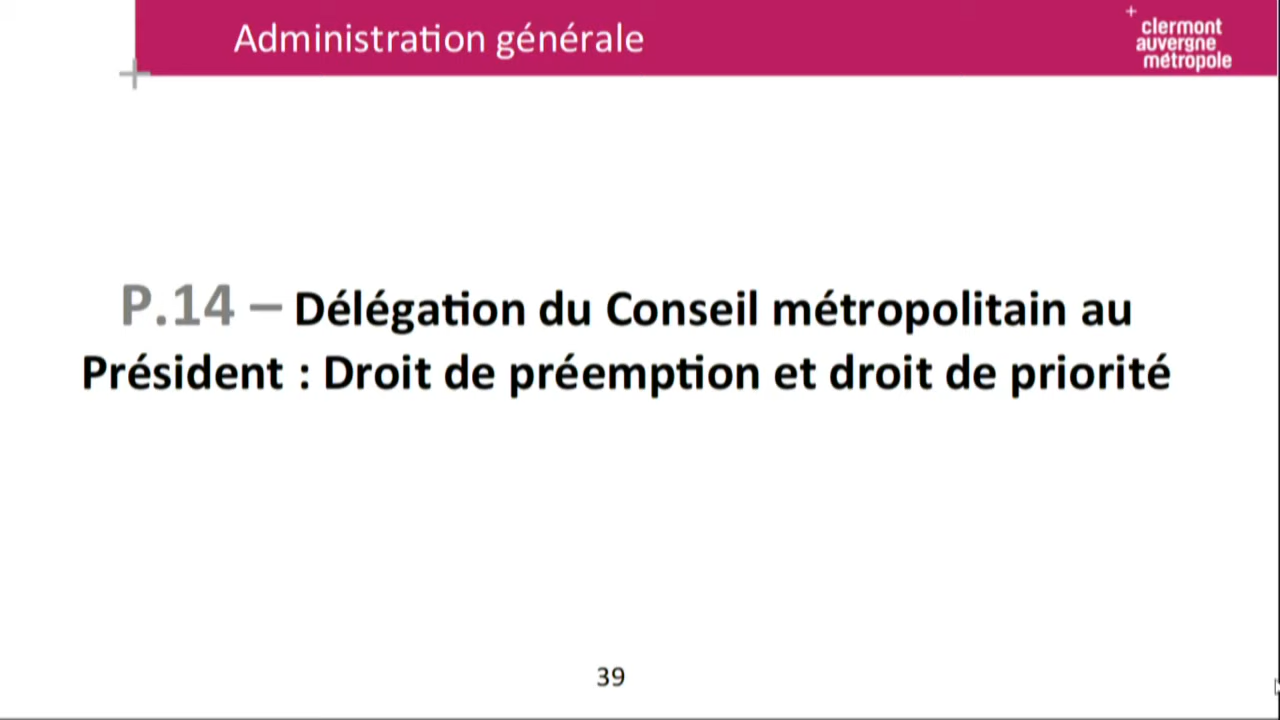 Administration générale
+
clermont
auvergne
métropole
P.14 – Délégation du Conseil métropolitain au
Président : Droit de préemption et droit de priorité
39